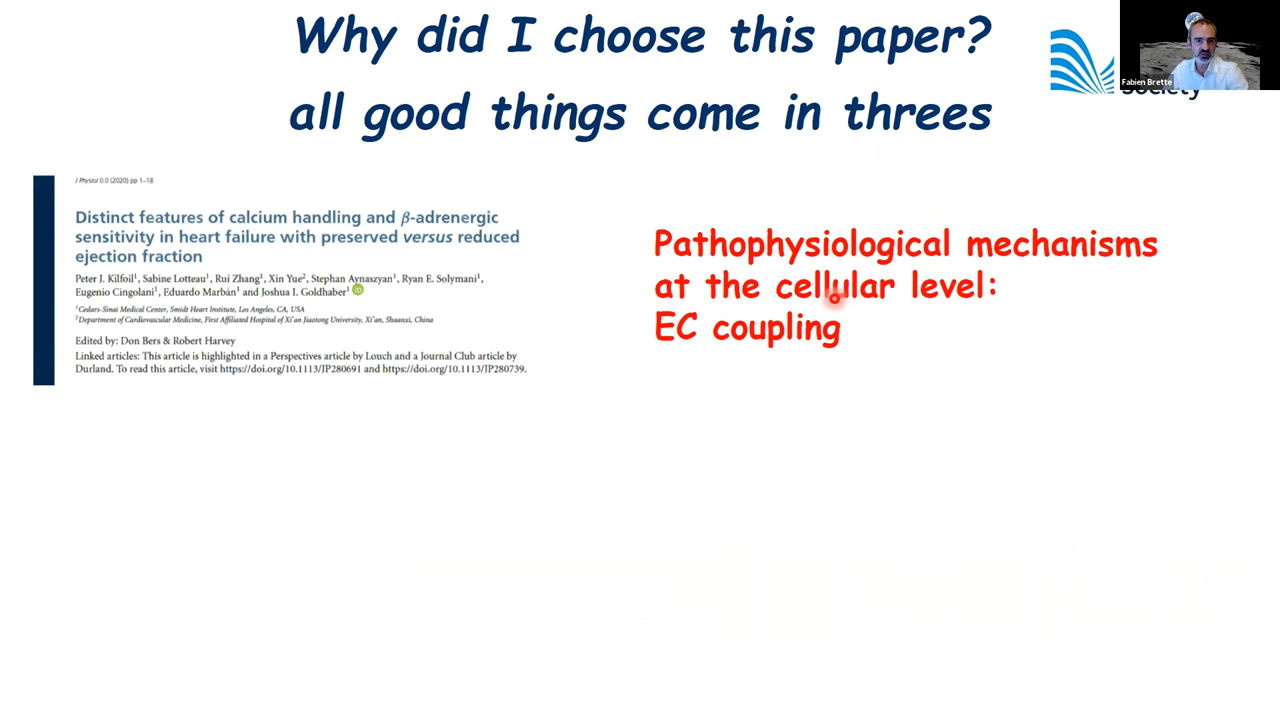 Why did I choose this paper?
all good things come in threes
Fabien Brette
Society
J Physiol 0.0 (2020) pp 1–18
Distinct features of calcium handling and β-adrenergic
sensitivity in heart failure with preserved versus reduced
ejection fraction
Peter J. Kilfoil¹, Sabine Lotteau¹, Rui Zhang¹, Xin Yue², Stephan Aynaszyan¹, Ryan E. Solymani¹,
Eugenio Cingolani¹, Eduardo Marbán¹ and Joshua I. Goldhaber¹ iD
¹Cedars-Sinai Medical Center, Smidt Heart Institute, Los Angeles, CA, USA
²Department of Cardiovascular Medicine, First Affiliated Hospital of Xi'an Jiaotong University, Xi'an, Shaanxi, China
Edited by: Don Bers & Robert Harvey
Linked articles: This article is highlighted in a Perspectives article by Louch and a Journal Club article by
Durland. To read this article, visit https://doi.org/10.1113/JP280691 and https://doi.org/10.1113/JP280739.
Pathophysiological mechanisms
at the cellular level:
EC coupling